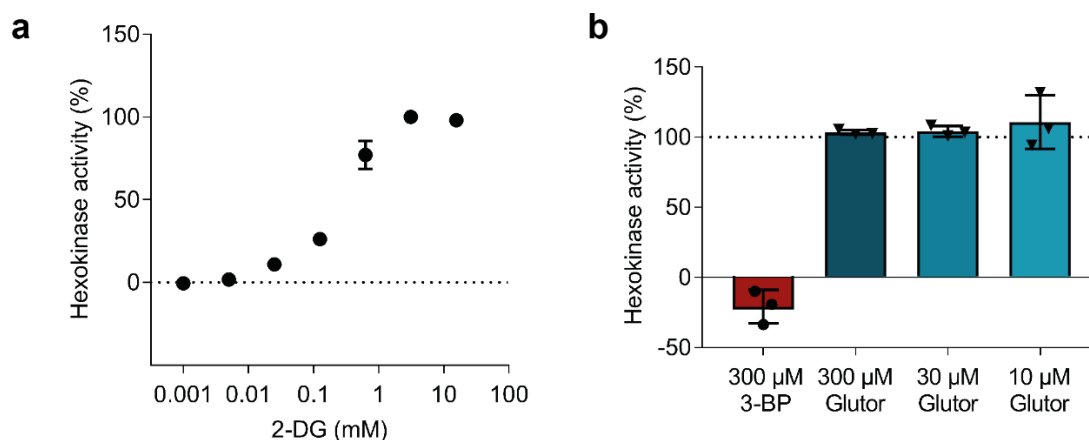 a
Hexokinase activity (%)
150
100
50
0
0.001 0.01 0.1 1 10 100
2-DG (mM)
b
Hexokinase activity (%)
150
100
50
0
-50
300 µM 300 µM 30 µM 10 µM
3-BP Glutor Glutor Glutor